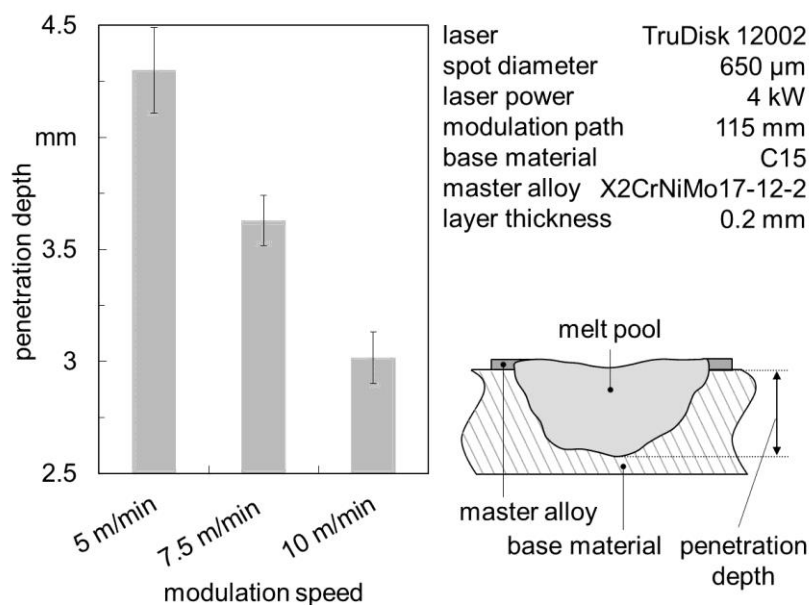 4.5
mm
3.5
3
2.5
penetration depth
5 m/min
7.5 m/min
10 m/min
modulation speed
laser TruDisk 12002
spot diameter 650 µm
laser power 4 kW
modulation path 115 mm
base material C15
master alloy X2CrNiMo17-12-2
layer thickness 0.2 mm
melt pool
master alloy
base material
penetration
depth